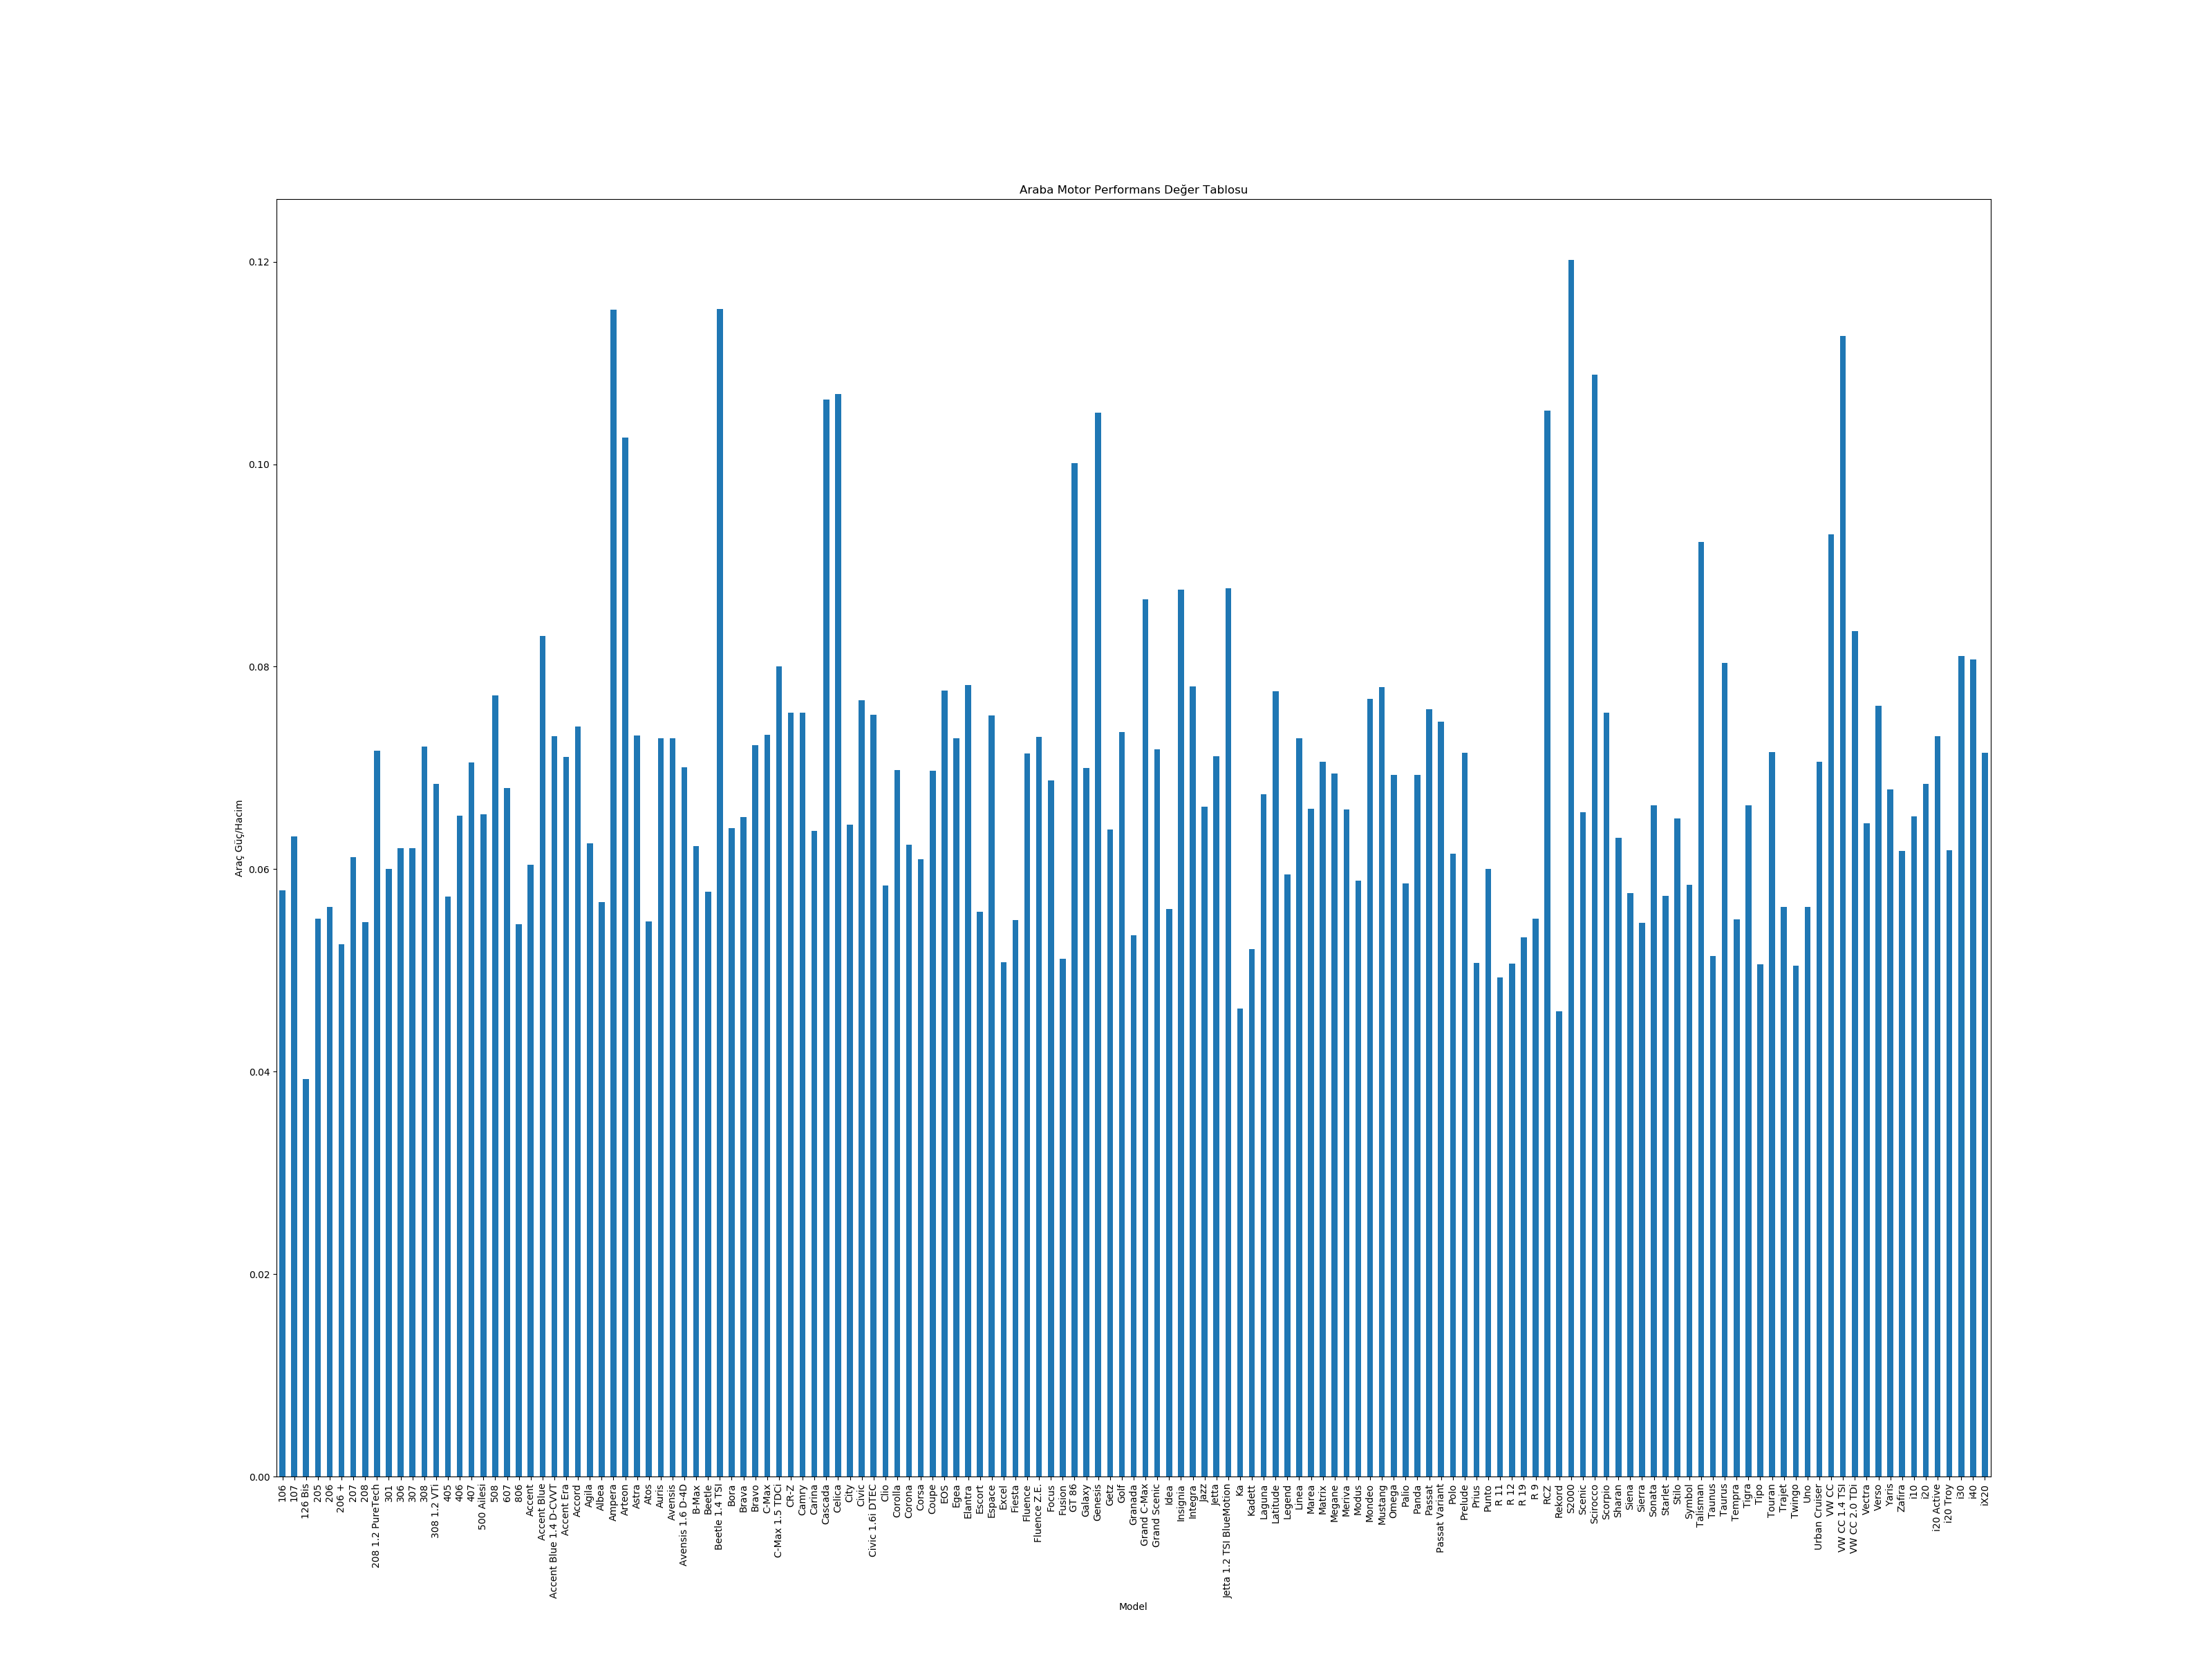 Araba Motor Performans Değer Tablosu
Araç Güç/Hacim
0.12
0.10
0.08
0.06
0.04
0.02
0.00
106
107
126 Bis
205
206
206 +
207
208
208 1.2 PureTech
301
306
307
308
308 1.2 VTi
405
406
407
500 Ailesi
508
607
806
Accent
Accent Blue
Accent Blue 1.4 D-CVVT
Accent Era
Accord
Agila
Albea
Ampera
Arteon
Astra
Atos
Auris
Avensis
Avensis 1.6 D-4D
B-Max
Beetle
Beetle 1.4 TSI
Bora
Brava
Bravo
C-Max
C-Max 1.5 TDCi
CR-Z
Camry
Carina
Cascada
Celica
City
Civic
Civic 1.6i DTEC
Clio
Corolla
Corona
Corsa
Coupe
EOS
Egea
Elantra
Escort
Espace
Excel
Fiesta
Fluence
Fluence Z.E.
Focus
Fusion
GT 86
Galaxy
Genesis
Getz
Golf
Granada
Grand C-Max
Grand Scenic
Idea
Insignia
Integra
Jazz
Jetta
Jetta 1.2 TSI BlueMotion
Ka
Kadett
Laguna
Latitude
Legend
Linea
Marea
Matrix
Megane
Meriva
Modus
Mondeo
Mustang
Omega
Palio
Panda
Passat
Passat Variant
Polo
Prelude
Prius
Punto
R 11
R 12
R 19
R 9
RCZ
Rekord
S2000
Scenic
Scirocco
Scorpio
Sharan
Siena
Sierra
Sonata
Starlet
Stilo
Symbol
Talisman
Taunus
Taurus
Tempra
Tigra
Tipo
Touran
Trajet
Twingo
Uno
Urban Cruiser
VW CC
VW CC 1.4 TSI
VW CC 2.0 TDi
Vectra
Verso
Yaris
Zafira
i10
i20
i20 Active
i20 Troy
i30
i40
iX20
Model